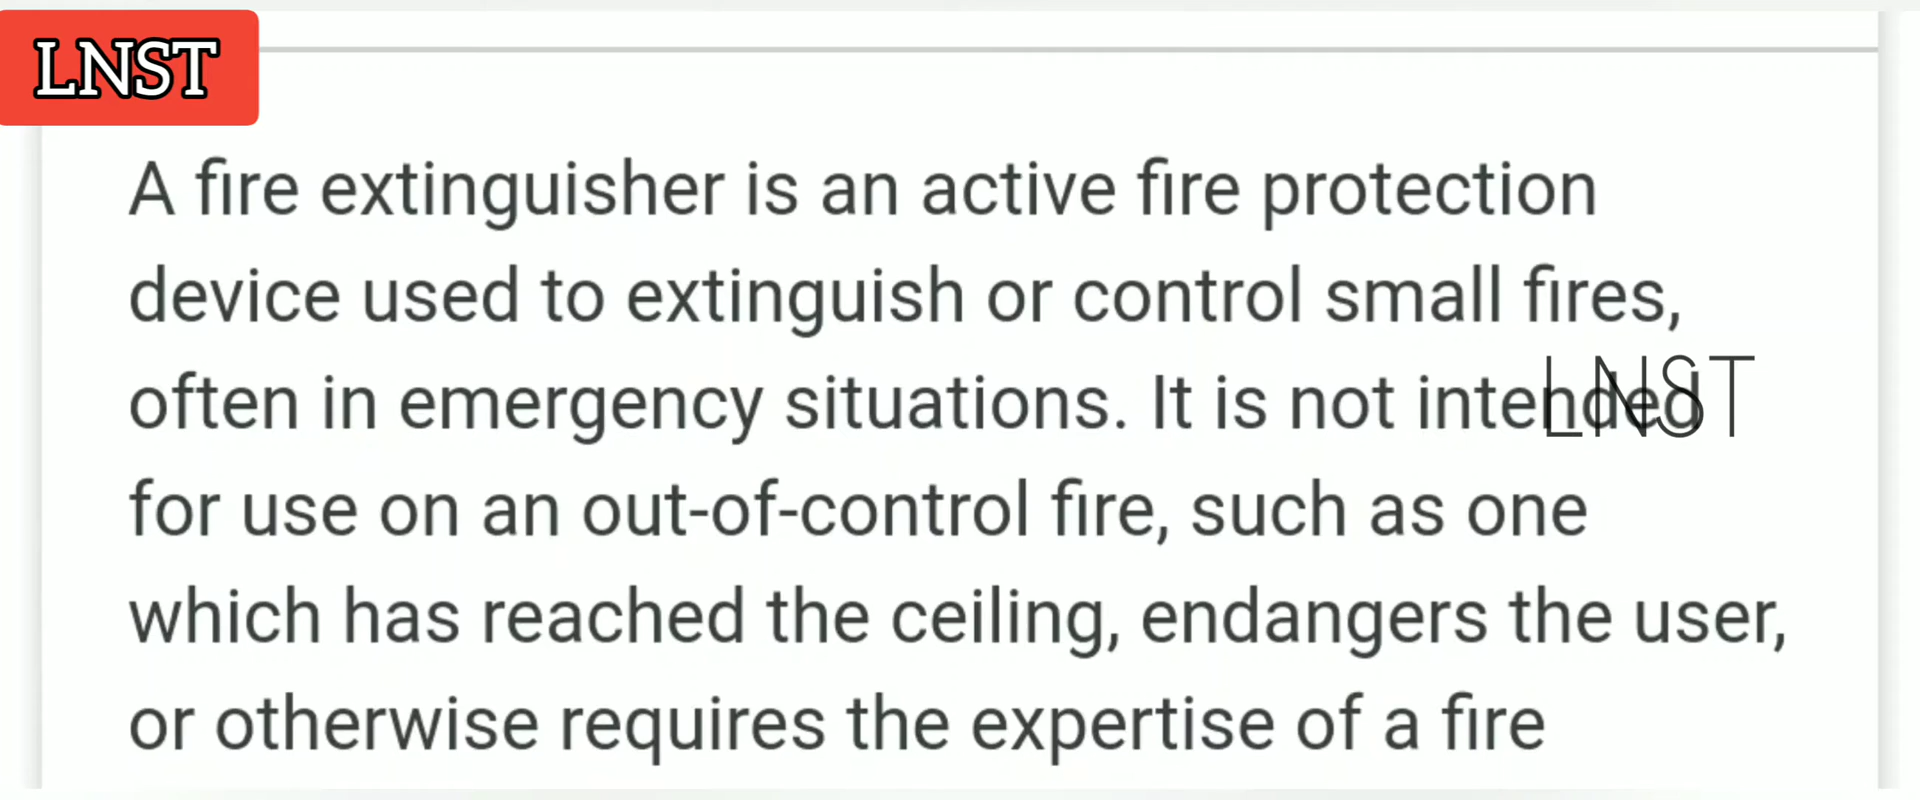 LNST
A fire extinguisher is an active fire protection
device used to extinguish or control small fires,
often in emergency situations. It is not intended
LNST
for use on an out-of-control fire, such as one
which has reached the ceiling, endangers the user,
or otherwise requires the expertise of a fire